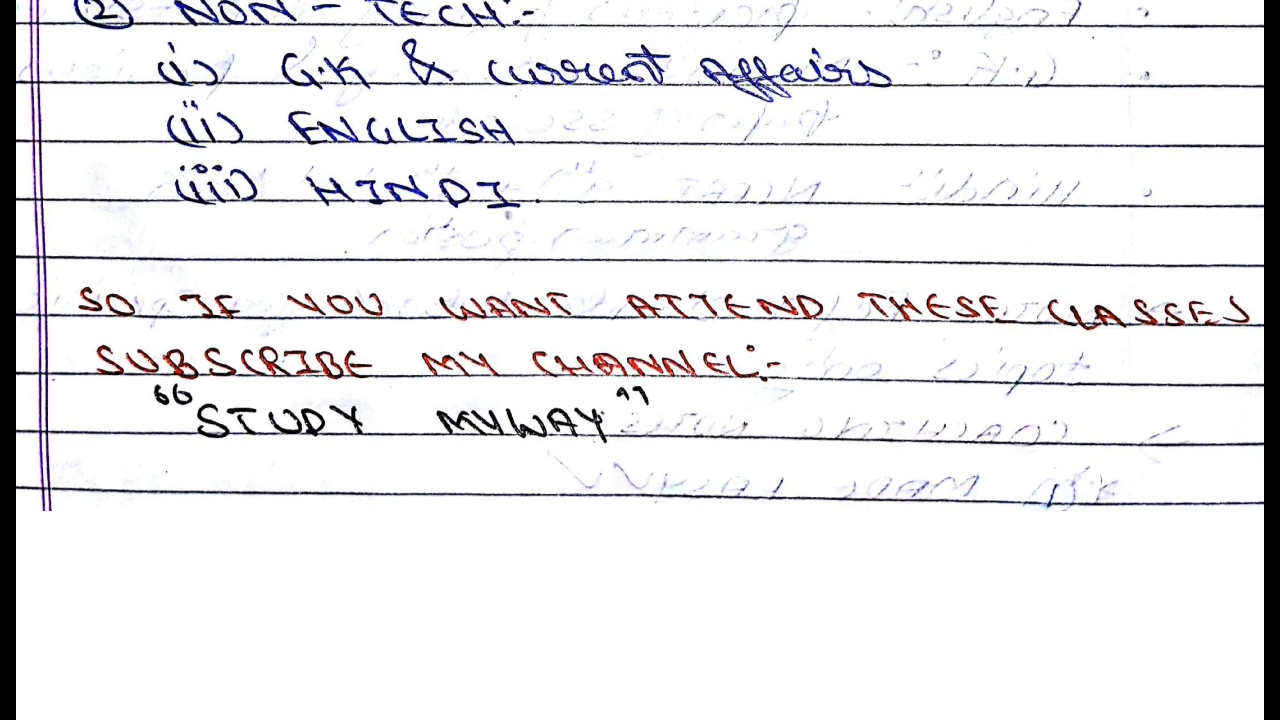 ② NON - TECH :-
(i) G.K & Current Affairs
(ii) ENGLISH
(iii) HINDI.
SO IF YOU WANT ATTEND THESE CLASSES
SUBSCRIBE MY CHANNEL:-
"STUDY MYWAY"